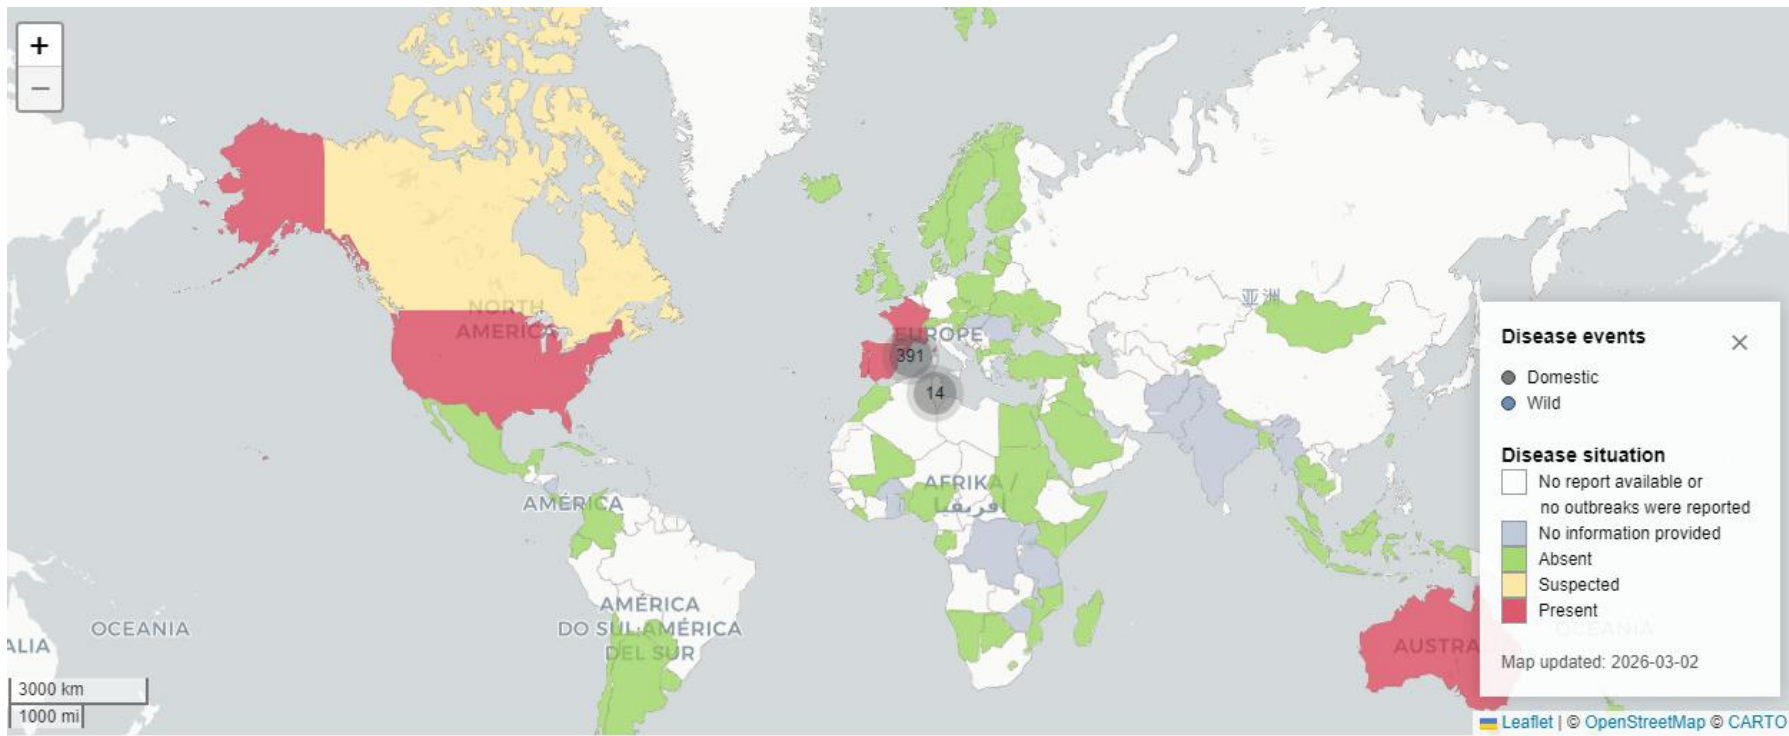 +
−
NORTH
AMERICA
EUROPE
亚洲
391
14
AFRIKA /
افريقيا
AMÉRICA
AMÉRICA
DO SUL·AMÉRICA
DEL SUR
OCEANIA
ALIA
AUSTRA
OCEANIA
3000 km
1000 mi
Disease events
×
Domestic
Wild
Disease situation
No report available or
no outbreaks were reported
No information provided
Absent
Suspected
Present
Map updated: 2026-03-02
Leaflet | © OpenStreetMap © CARTO